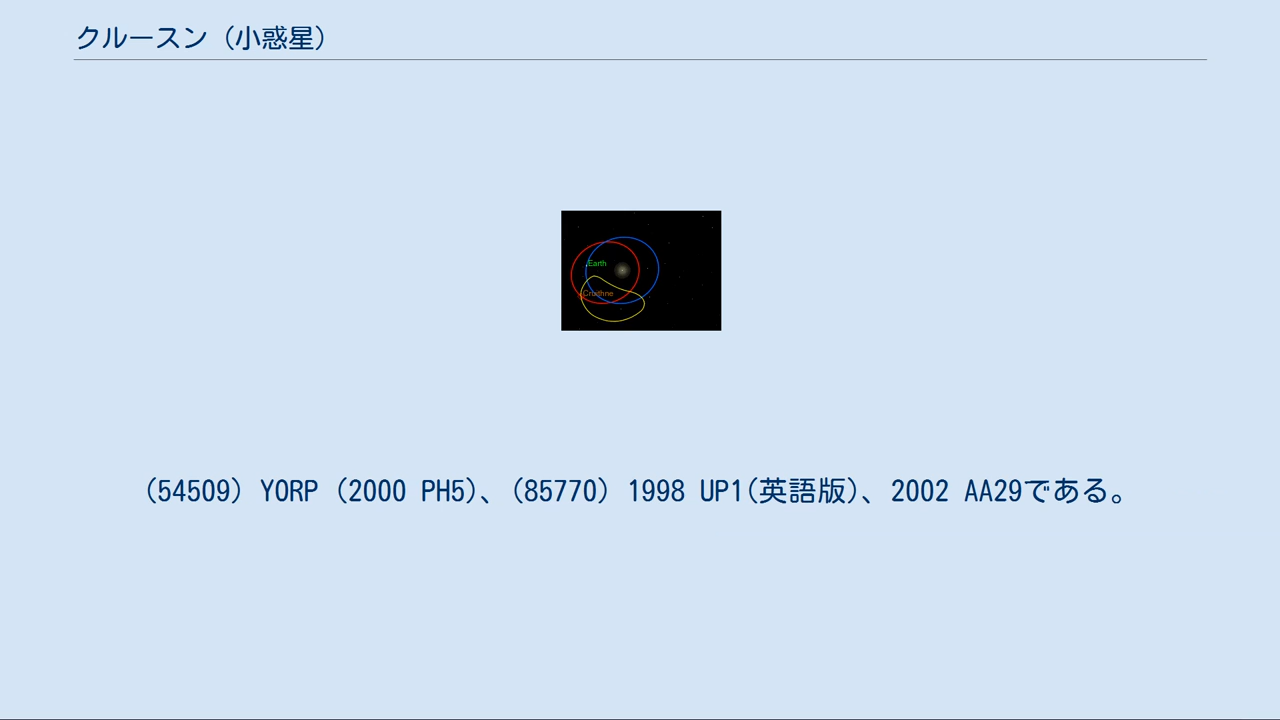 クルースン（小惑星）
Earth
Cruithne
(54509) YORP (2000 PH5)、(85770) 1998 UP1(英語版)、2002 AA29である。